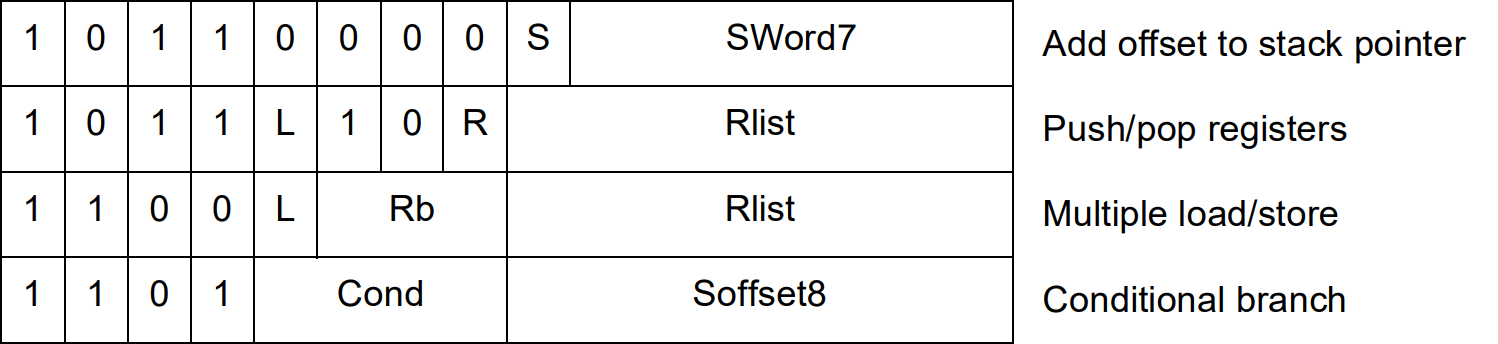 1 0 1 1 0 0 0 0 S SWord7 Add offset to stack pointer
1 0 1 1 L 1 0 R Rlist Push/pop registers
1 1 0 0 L Rb Rlist Multiple load/store
1 1 0 1 Cond Soffset8 Conditional branch